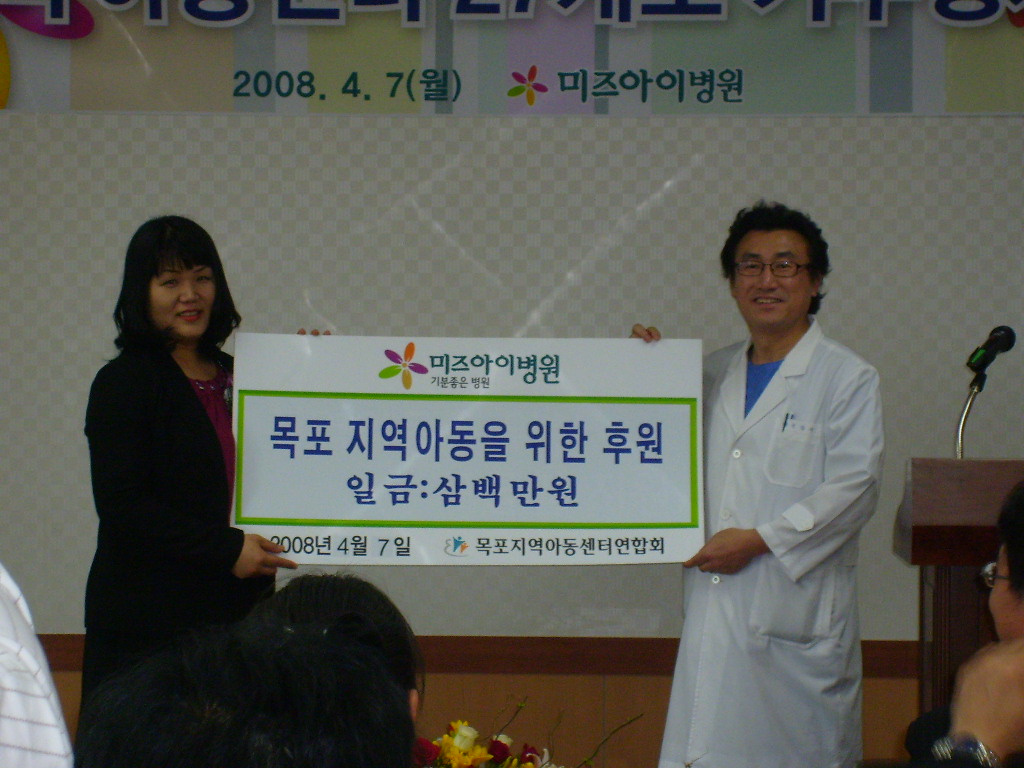 2008. 4. 7(월) 미즈아이병원
미즈아이병원
기분좋은 병원
목포 지역아동을 위한 후원
일금:삼백만원
2008년 4월 7일 목포지역아동센터연합회